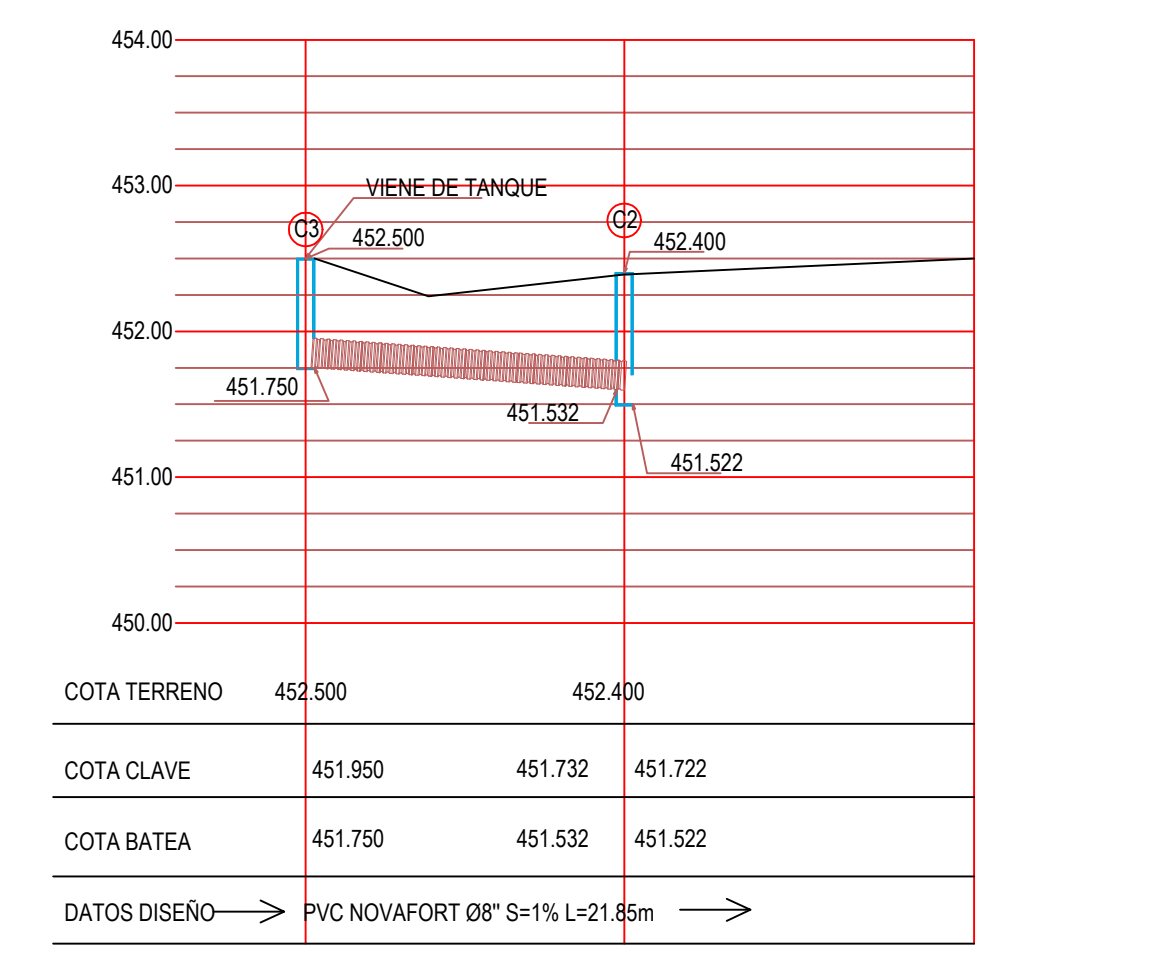 454.00
453.00
VIENE DE TANQUE
C3
452.500
C2
452.400
452.00
451.750
451.532
451.522
451.00
450.00
COTA TERRENO 452.500 452.400
COTA CLAVE 451.950 451.732 451.722
COTA BATEA 451.750 451.532 451.522
DATOS DISEÑO PVC NOVAFORT Ø8" S=1% L=21.85m